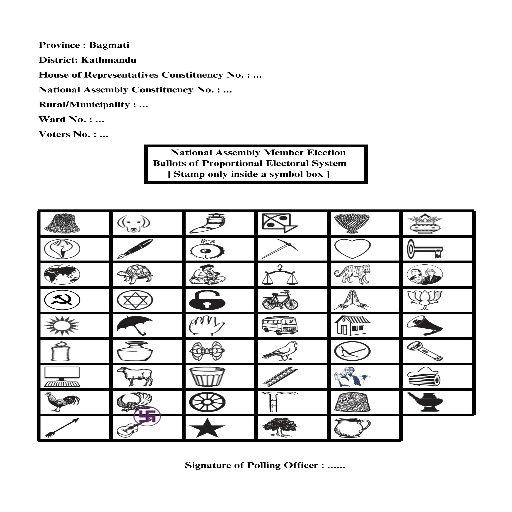 Province : Bagmati
District: Kathmandu
House of Representatives Constituency No. : ...
National Assembly Constituency No. : ...
Rural/Municipality : ...
Ward No. : ...
Voters No. : ...
National Assembly Member Election
Ballots of Proportional Electoral System
[ Stamp only inside a symbol box ]
Signature of Polling Officer : ......